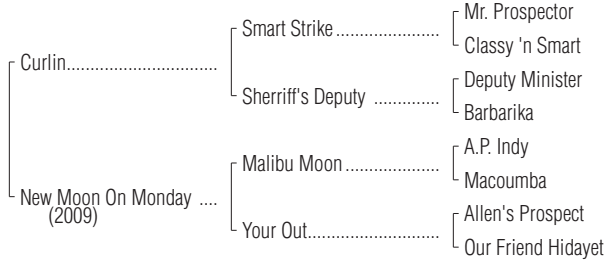 Mr. Prospector
Smart Strike......................
Classy 'n Smart
Curlin................................
Deputy Minister
Sherriff's Deputy ..............
Barbarika
A.P. Indy
Malibu Moon....................
Macoumba
New Moon On Monday ....
(2009)
Allen's Prospect
Your Out............................
Our Friend Hidayet